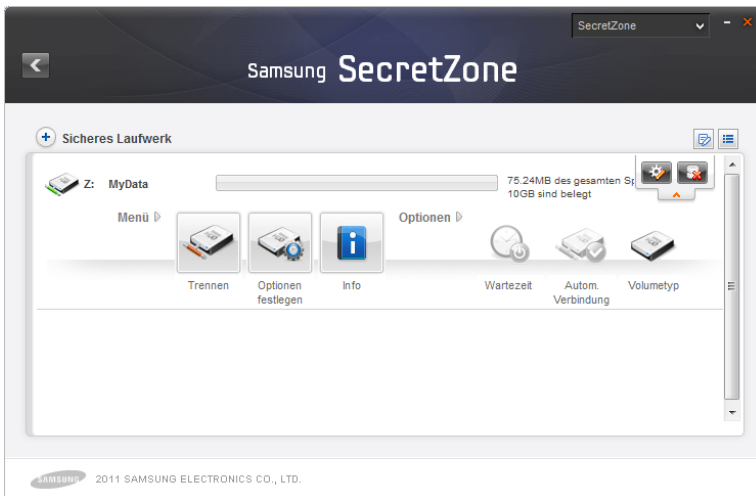 SecretZone
Samsung SecretZone
Sicheres Laufwerk
Z: MyData
75.24MB des gesamten Sp
10GB sind belegt
Menü
Optionen
Trennen
Optionen festlegen
Info
Wartezeit
Autom. Verbindung
Volumetyp
SAMSUNG
2011 SAMSUNG ELECTRONICS CO., LTD.